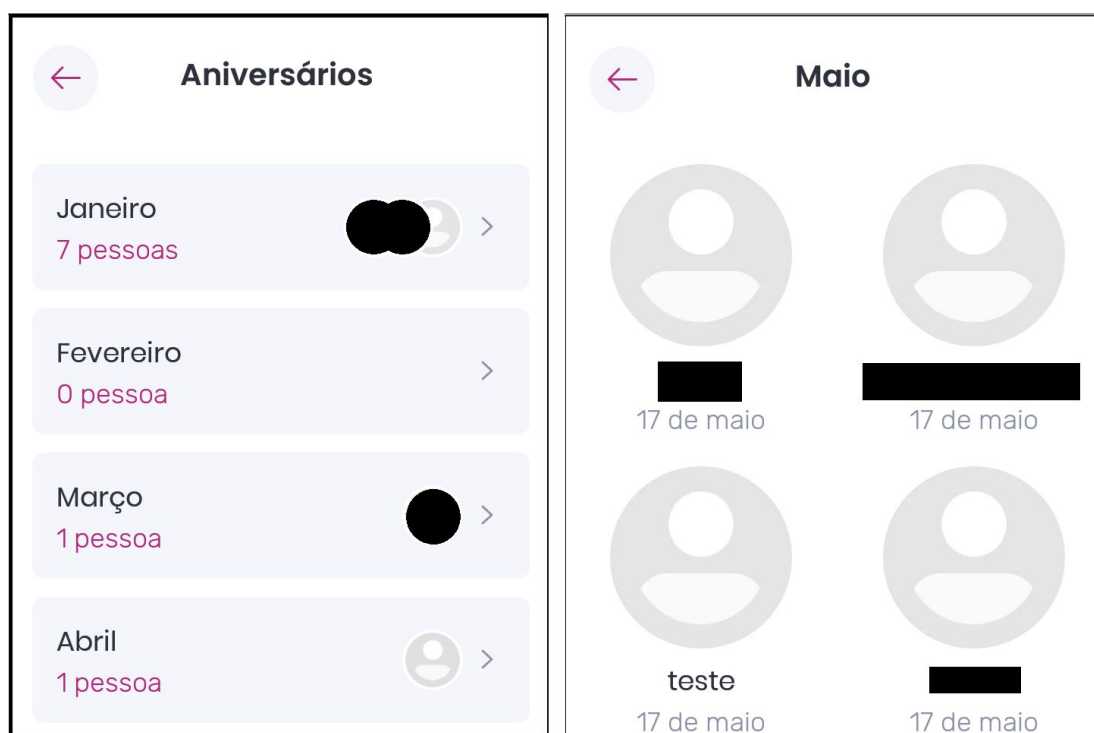 Aniversários
Janeiro
7 pessoas
Fevereiro
0 pessoa
Março
1 pessoa
Abril
1 pessoa
Maio
17 de maio
17 de maio
teste
17 de maio
17 de maio